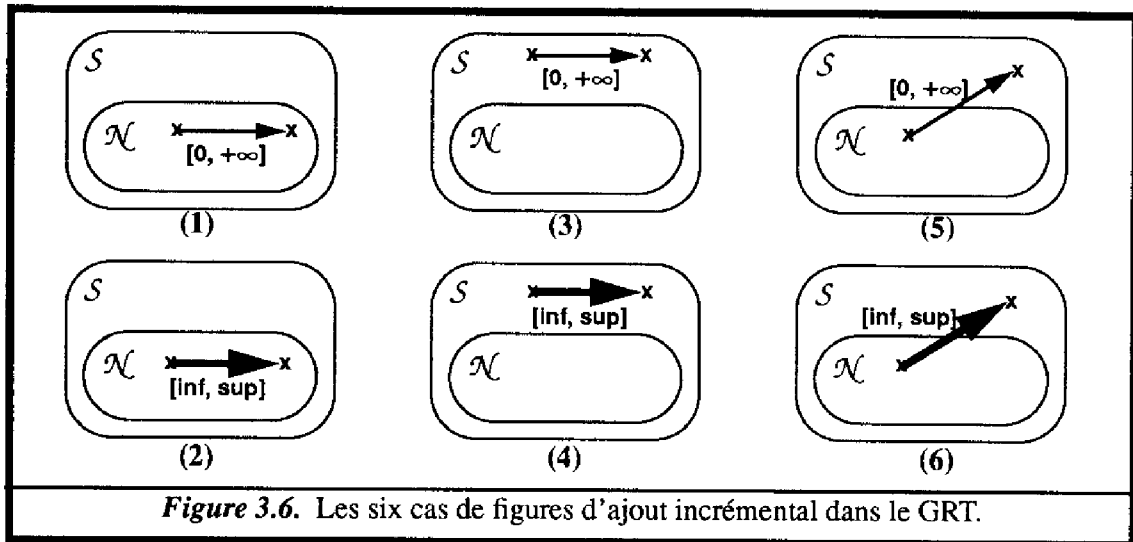 S
N
[0, +∞]
(1)
S
[0, +∞]
N
(3)
S
[0, +∞]
N
(5)
S
N
[inf, sup]
(2)
S
[inf, sup]
N
(4)
S
[inf, sup]
N
(6)
Figure 3.6. Les six cas de figures d'ajout incrémental dans le GRT.